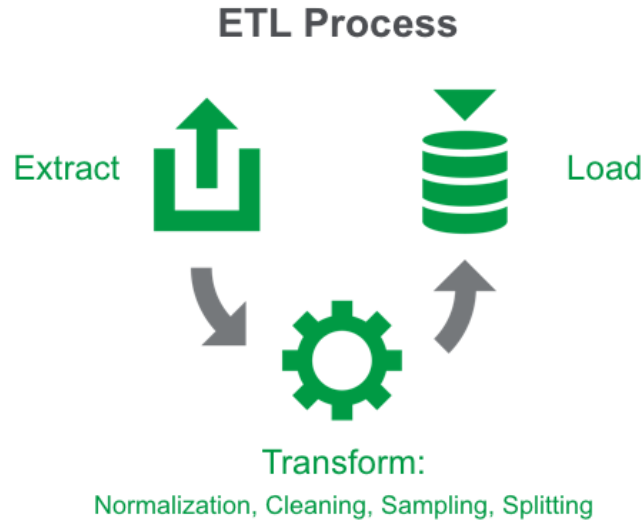 ETL Process
Extract
Load
Transform:
Normalization, Cleaning, Sampling, Splitting